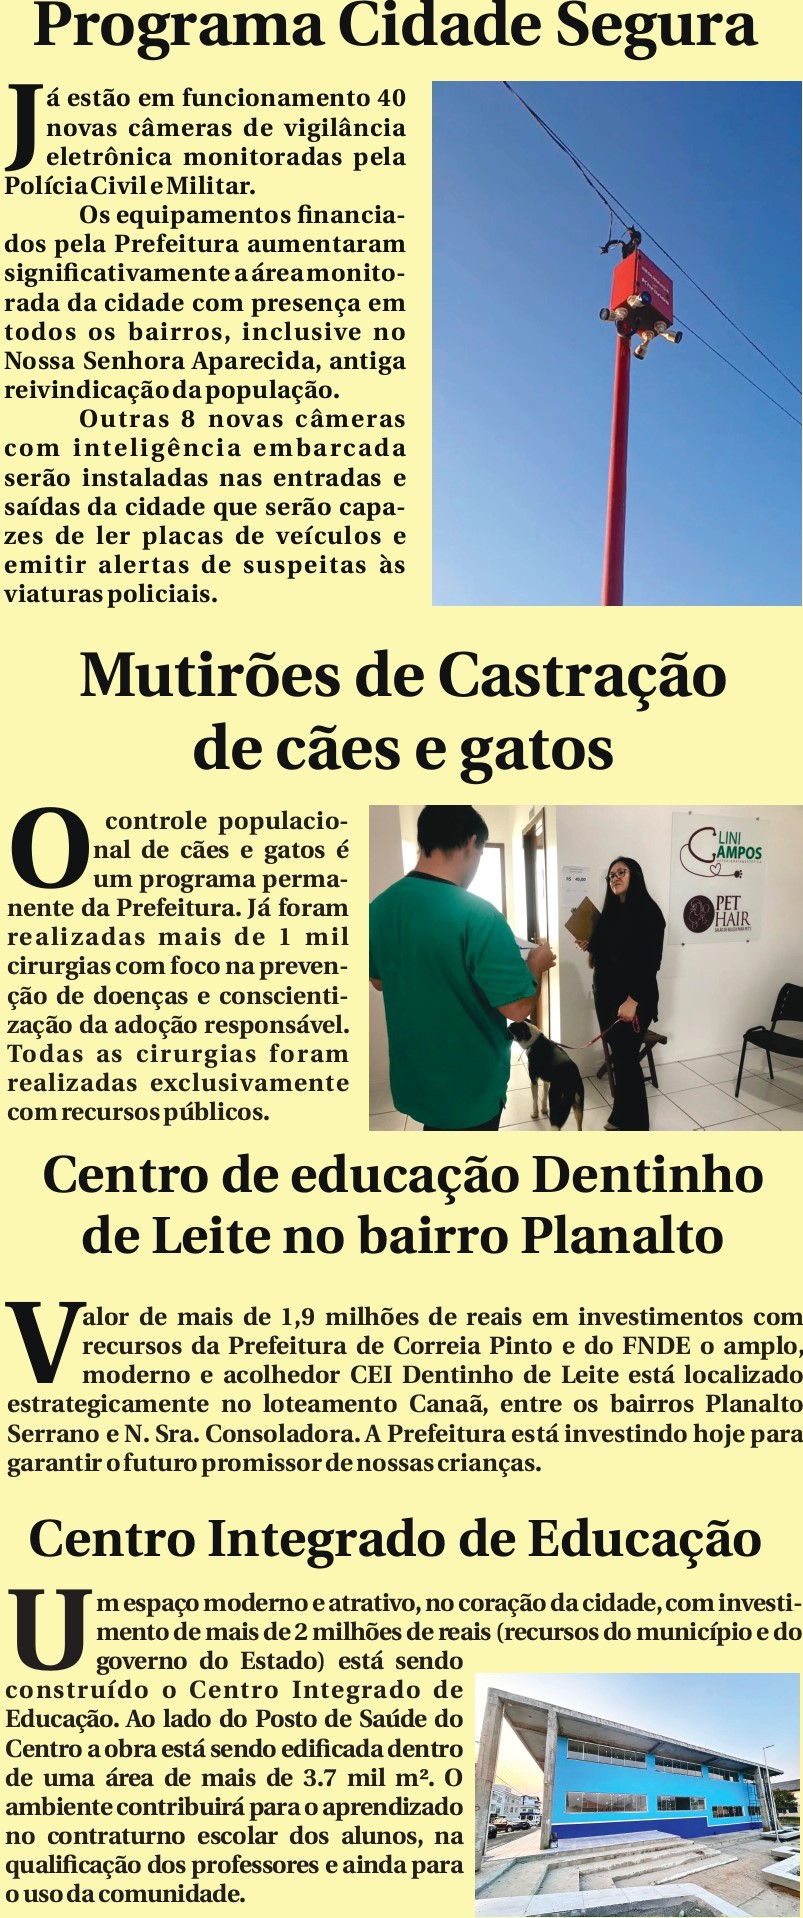 Programa Cidade Segura
Já estão em funcionamento 40
novas câmeras de vigilância
eletrônica monitoradas pela
Polícia Civil e Militar.
Os equipamentos financia-
dos pela Prefeitura aumentaram
significativamente a área monito-
rada da cidade com presença em
todos os bairros, inclusive no
Nossa Senhora Aparecida, antiga
reivindicação da população.
Outras 8 novas câmeras
com inteligência embarcada
serão instaladas nas entradas e
saídas da cidade que serão capa-
zes de ler placas de veículos e
emitir alertas de suspeitas às
viaturas policiais.
Mutirões de Castração
de cães e gatos
O controle populacio-
nal de cães e gatos é
um programa perma-
nente da Prefeitura. Já foram
realizadas mais de 1 mil
cirurgias com foco na preven-
ção de doenças e conscienti-
zação da adoção responsável.
Todas as cirurgias foram
realizadas exclusivamente
com recursos públicos.
CLINI
CAMPOS
PET
HAIR
Centro de educação Dentinho
de Leite no bairro Planalto
Valor de mais de 1,9 milhões de reais em investimentos com
recursos da Prefeitura de Correia Pinto e do FNDE o amplo,
moderno e acolhedor CEI Dentinho de Leite está localizado
estrategicamente no loteamento Canaã, entre os bairros Planalto
Serrano e N. Sra. Consoladora. A Prefeitura está investindo hoje para
garantir o futuro promissor de nossas crianças.
Centro Integrado de Educação
Um espaço moderno e atrativo, no coração da cidade, com investi-
mento de mais de 2 milhões de reais (recursos do município e do
governo do Estado) está sendo
construído o Centro Integrado de
Educação. Ao lado do Posto de Saúde do
Centro a obra está sendo edificada dentro
de uma área de mais de 3.7 mil m². O
ambiente contribuirá para o aprendizado
no contraturno escolar dos alunos, na
qualificação dos professores e ainda para
o uso da comunidade.